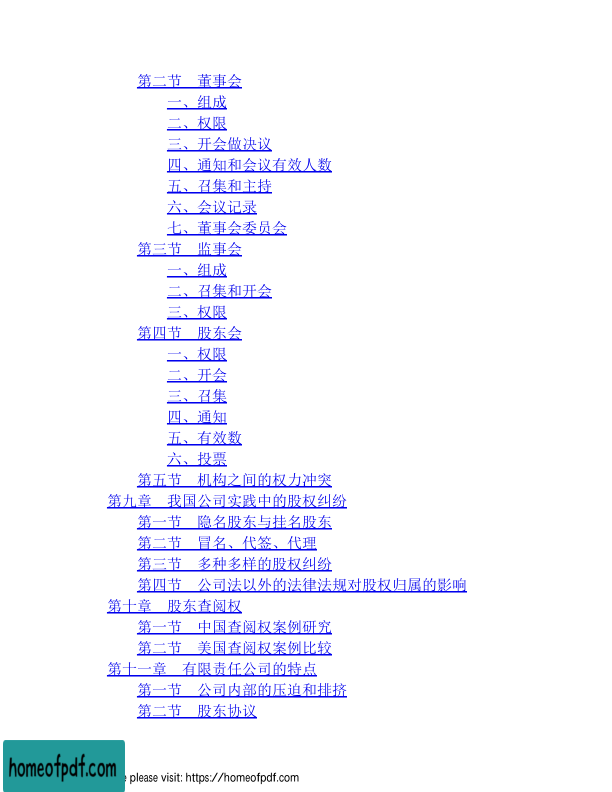 第二节　董事会
一、组成
二、权限
三、开会做决议
四、通知和会议有效人数
五、召集和主持
六、会议记录
七、董事会委员会
第三节　监事会
一、组成
二、召集和开会
三、权限
第四节　股东会
一、权限
二、开会
三、召集
四、通知
五、有效数
六、投票
第五节　机构之间的权力冲突
第九章　我国公司实践中的股权纠纷
第一节　隐名股东与挂名股东
第二节　冒名、代签、代理
第三节　多种多样的股权纠纷
第四节　公司法以外的法律法规对股权归属的影响
第十章　股东查阅权
第一节　中国查阅权案例研究
第二节　美国查阅权案例比较
第十一章　有限责任公司的特点
第一节　公司内部的压迫和排挤
第二节　股东协议
homeofpdf.com
please visit: https://homeofpdf.com